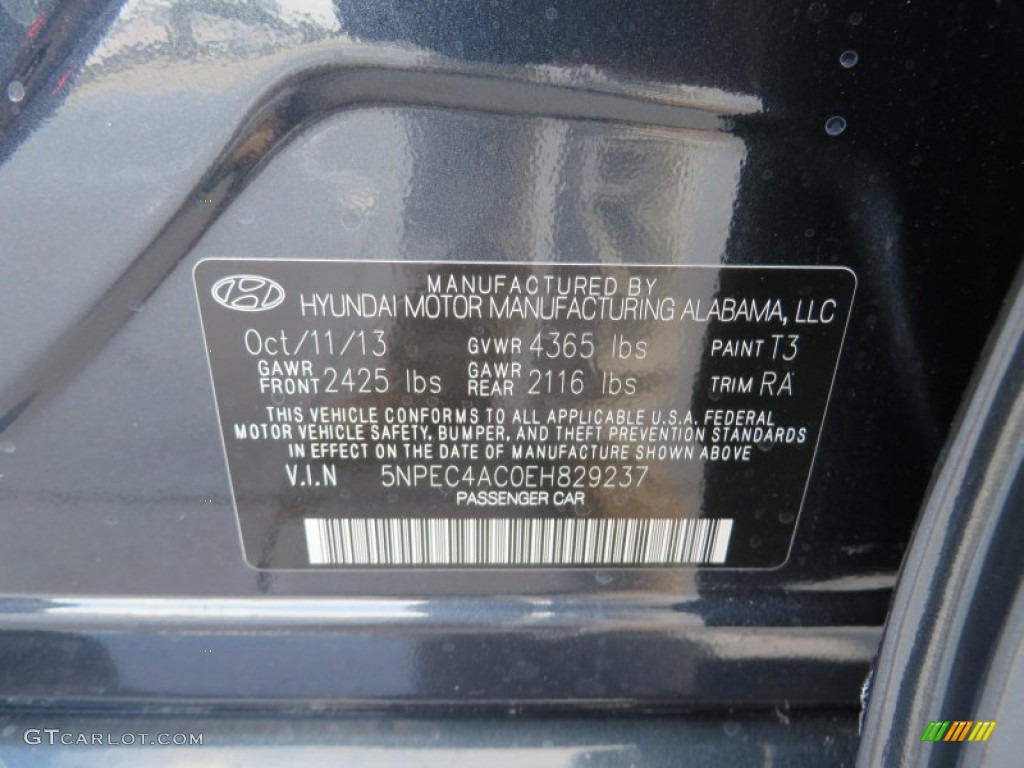 MANUFACTURED BY
HYUNDAI MOTOR MANUFACTURING ALABAMA, LLC
Oct/11/13 GVWR 4365 lbs PAINT T3
GAWR FRONT 2425 lbs GAWR REAR 2116 lbs TRIM RA
THIS VEHICLE CONFORMS TO ALL APPLICABLE U.S.A. FEDERAL
MOTOR VEHICLE SAFETY, BUMPER, AND THEFT PREVENTION STANDARDS
IN EFFECT ON THE DATE OF MANUFACTURE SHOWN ABOVE
V.I.N 5NPEC4AC0EH829237
PASSENGER CAR
GTCARLOT.COM